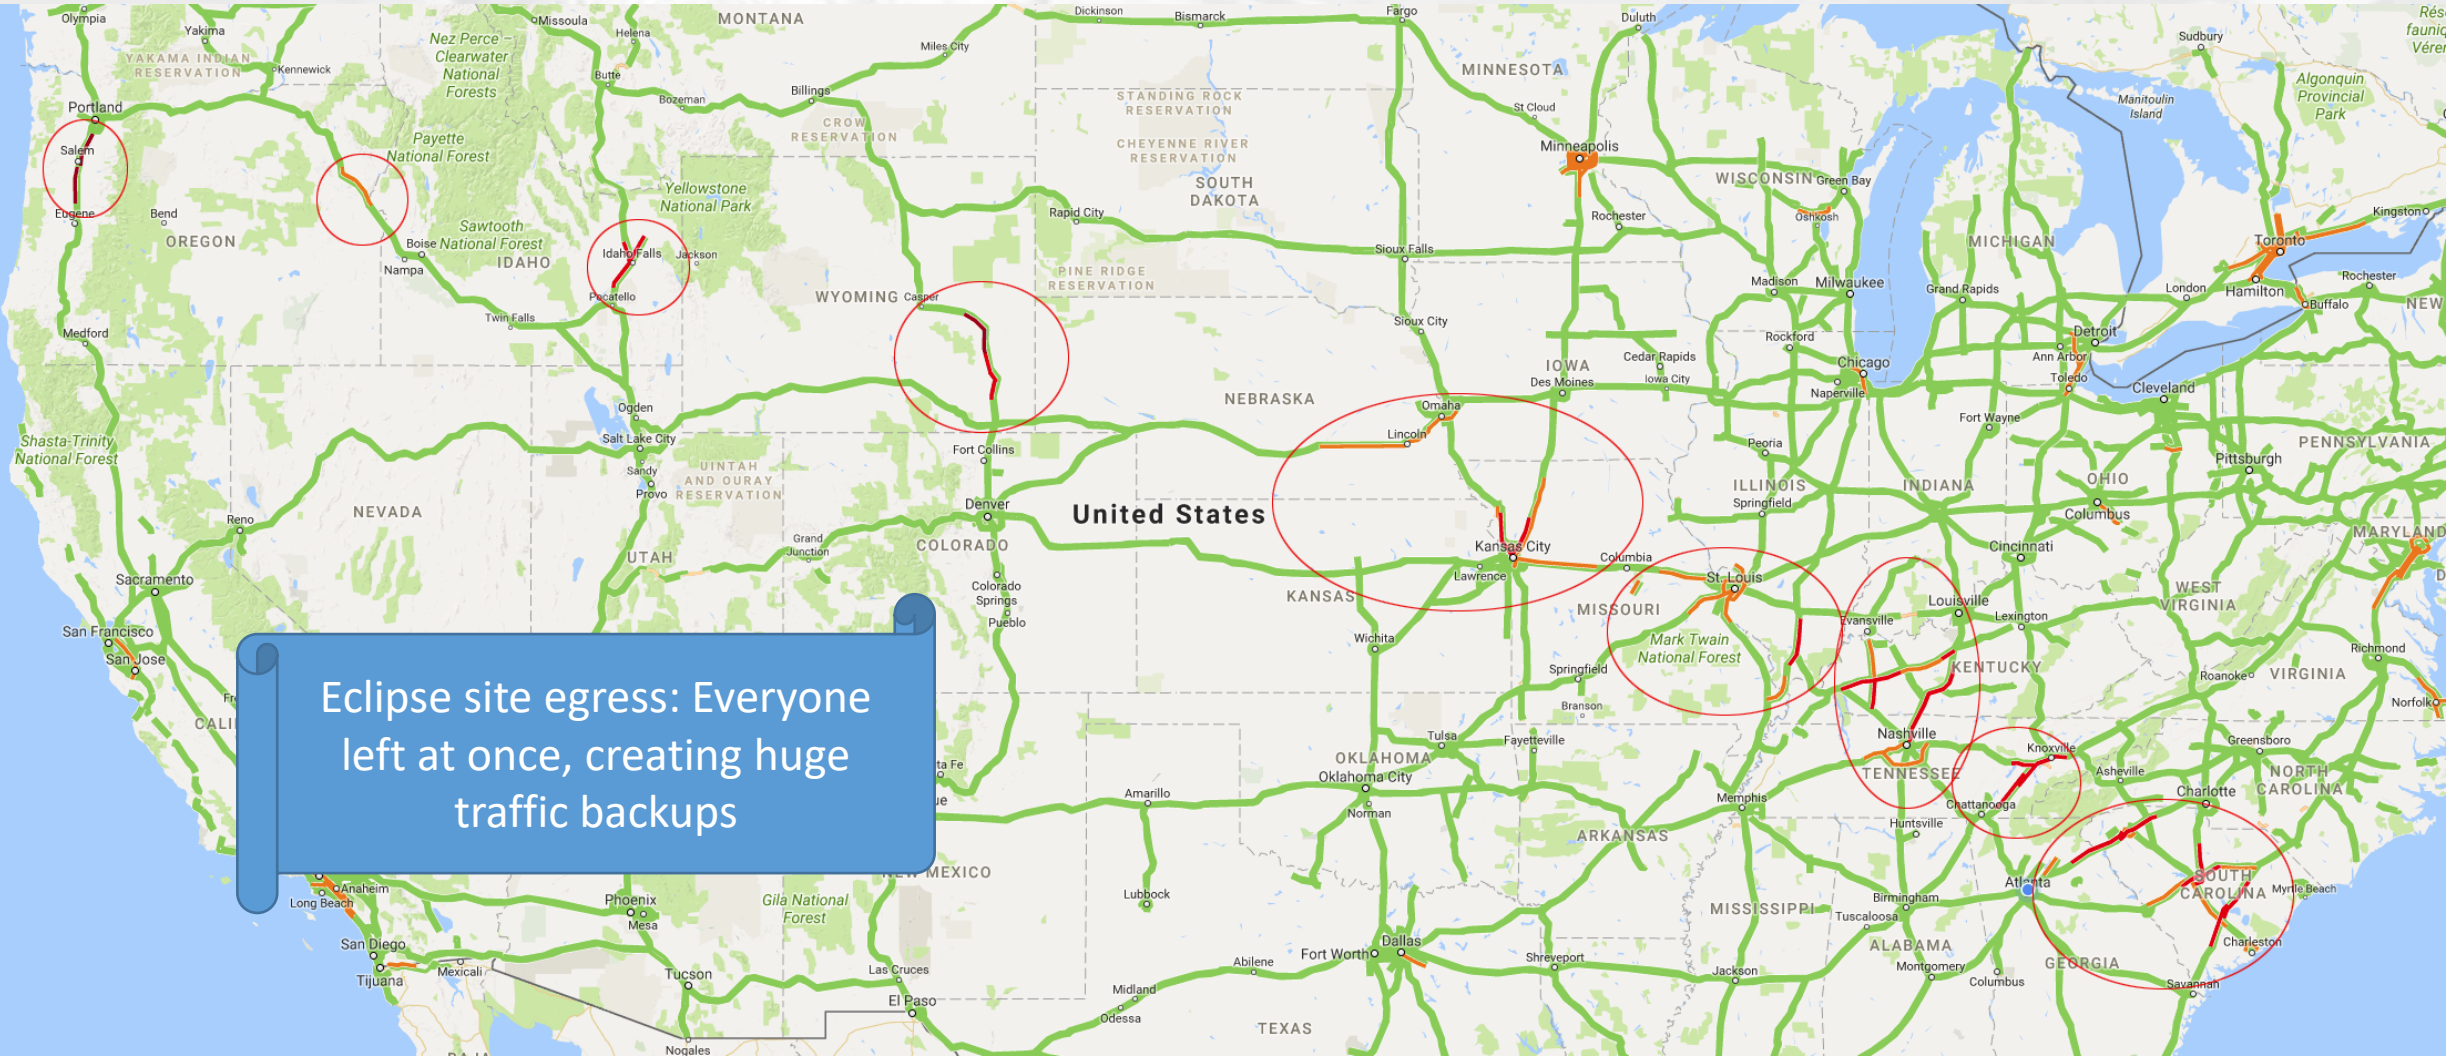 Olympia
Yakima
YAKAMA INDIAN
RESERVATION
Kennewick
Missoula
Helena
MONTANA
Dickinson
Bismarck
Fargo
Duluth
Sudbury
Nez Perce –
Clearwater
National
Forests
Butte
Bozeman
Billings
Miles City
MINNESOTA
St Cloud
Manitoulin
Island
Algonquin
Provincial
Park
Portland
Salem
Eugene
Bend
OREGON
Payette
National Forest
CROW
RESERVATION
STANDING ROCK
RESERVATION
CHEYENNE RIVER
RESERVATION
SOUTH
DAKOTA
Minneapolis
WISCONSIN
Green Bay
Oshkosh
Rochester
Kingston
Toronto
Hamilton
London
Buffalo
Rochester
NEW
MICHIGAN
Yellowstone
National Park
Sawtooth
National Forest
Boise
Nampa
IDAHO
Idaho Falls
Jackson
Pocatello
Twin Falls
Rapid City
Sioux Falls
PINE RIDGE
RESERVATION
WYOMING
Casper
Sioux City
Madison
Milwaukee
Grand Rapids
Medford
Rockford
Chicago
Naperville
Detroit
Ann Arbor
Toledo
Cleveland
IOWA
Cedar Rapids
Iowa City
Des Moines
NEBRASKA
Omaha
Lincoln
Ogden
Salt Lake City
Sandy
Provo
UINTAH
AND OURAY
RESERVATION
Fort Collins
Denver
Shasta-Trinity
National Forest
Fort Wayne
Peoria
PENNSYLVANIA
Pittsburgh
ILLINOIS
Springfield
INDIANA
OHIO
Columbus
United States
NEVADA
Reno
UTAH
Grand
Junction
COLORADO
Colorado
Springs
Pueblo
Sacramento
San Francisco
San Jose
Kansas City
Lawrence
Columbia
St. Louis
KANSAS
MISSOURI
Cincinnati
MARYLAND
WEST
VIRGINIA
Louisville
Lexington
Evansville
Wichita
Mark Twain
National Forest
Springfield
Branson
KENTUCKY
Richmond
Roanoke
VIRGINIA
Norfolk
Eclipse site egress: Everyone
left at once, creating huge
traffic backups
Fr
CALI
ta Fe
ue
NEW MEXICO
Tulsa
Fayetteville
OKLAHOMA
Oklahoma City
Norman
Amarillo
Nashville
TENNESSEE
Knoxville
Asheville
Greensboro
NORTH
CAROLINA
Charlotte
Memphis
Chattanooga
Huntsville
ARKANSAS
Anaheim
Long Beach
Phoenix
Mesa
Gila National
Forest
Lubbock
Atlanta
SOUTH
CAROLINA
Myrtle Beach
Birmingham
Tuscaloosa
MISSISSIPPI
ALABAMA
Charleston
San Diego
Tijuana
Mexicali
Tucson
Las Cruces
El Paso
Abilene
Fort Worth
Dallas
Shreveport
Jackson
Montgomery
Columbus
GEORGIA
Savannah
Midland
Odessa
TEXAS
Nogales